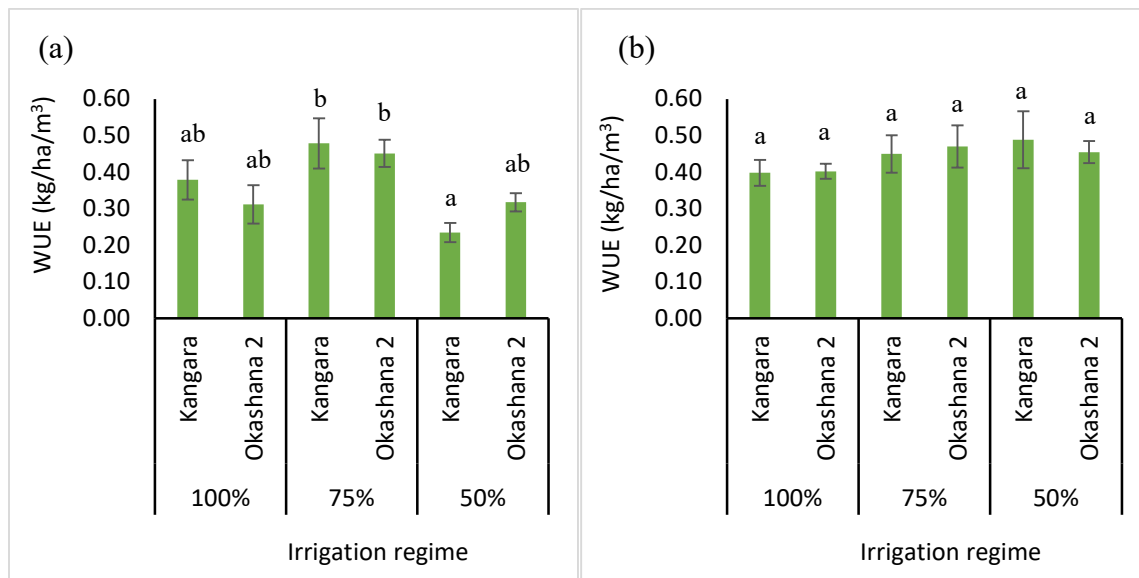 (a)
WUE (kg/ha/m³)
0.60
0.50
0.40
0.30
0.20
0.10
0.00
ab
ab
b
b
a
ab
Kangara
Okashana 2
Kangara
Okashana 2
Kangara
Okashana 2
100%
75%
50%
Irrigation regime
(b)
WUE (kg/ha/m³)
0.60
0.50
0.40
0.30
0.20
0.10
0.00
a
a
a
a
a
a
Kangara
Okashana 2
Kangara
Okashana 2
Kangara
Okashana 2
100%
75%
50%
Irrigation regime